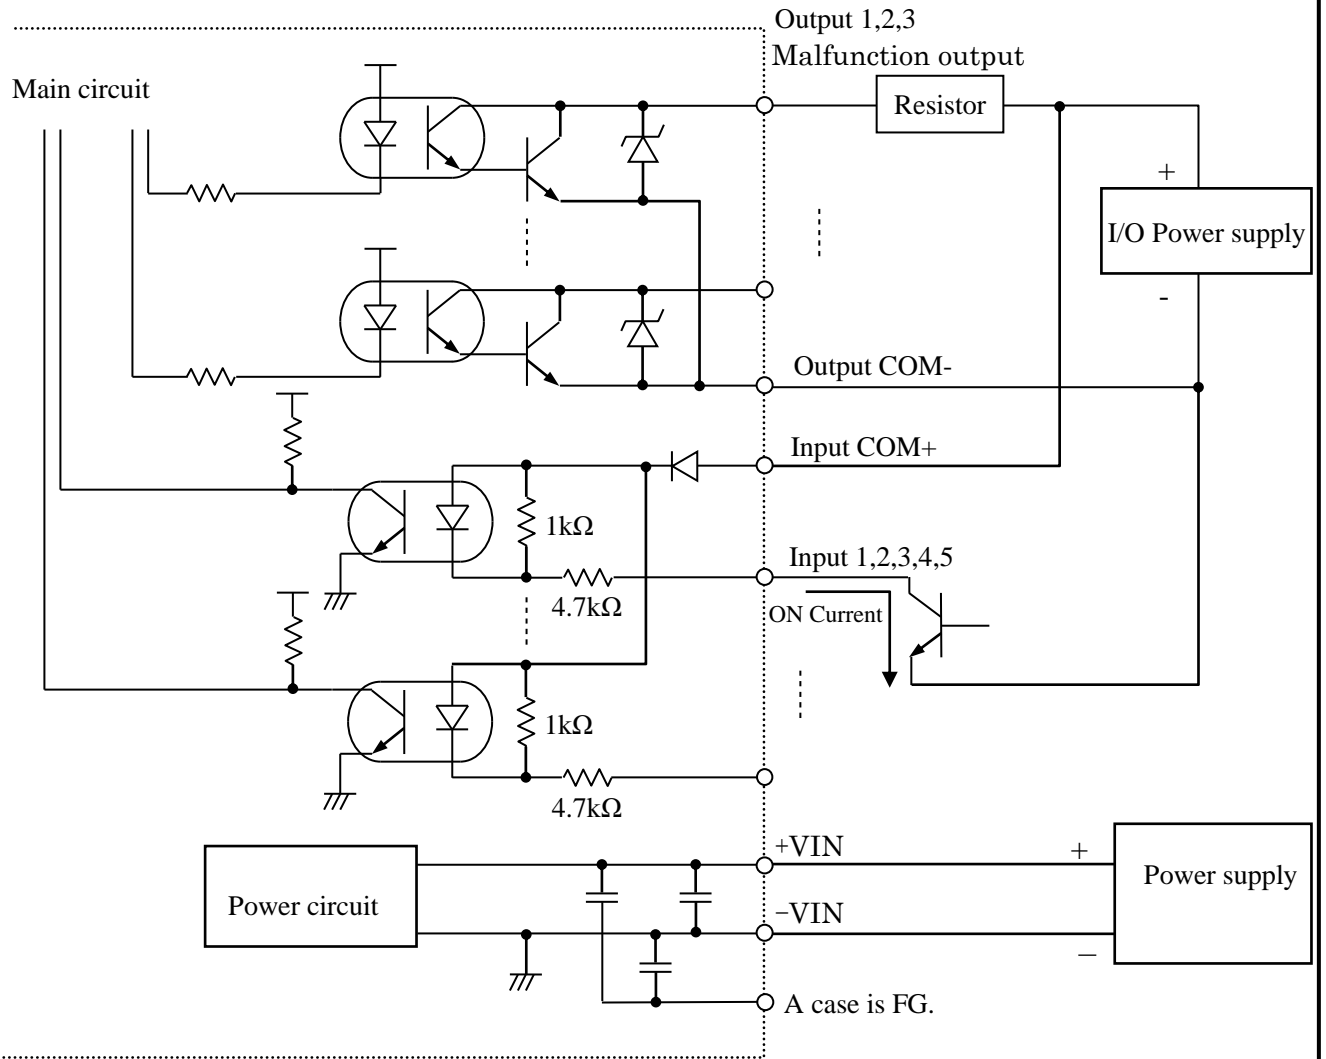 Output 1,2,3
Malfunction output
Main circuit
Resistor
+
I/O Power supply
-
Output COM-
Input COM+
1kΩ
Input 1,2,3,4,5
4.7kΩ
ON Current
1kΩ
4.7kΩ
+VIN
+
Power supply
Power circuit
−VIN
−
A case is FG.